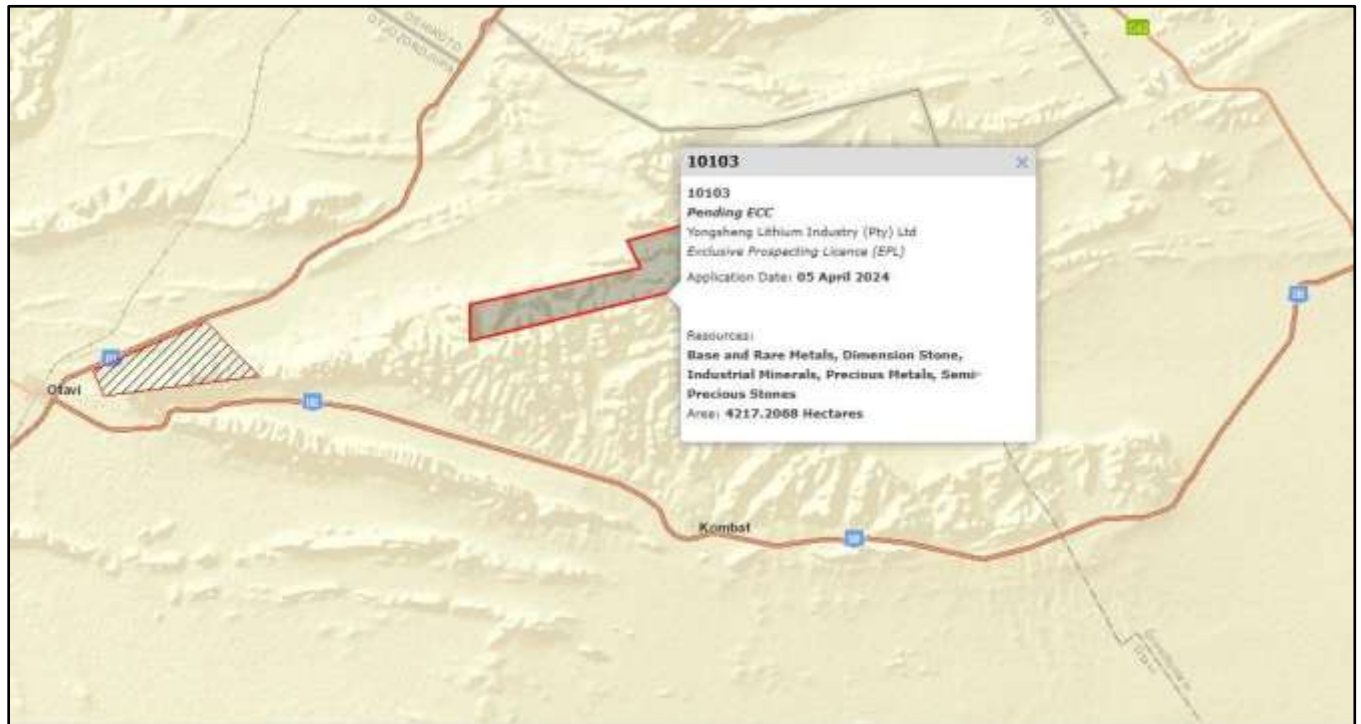 OSHIKOTO
OTJOZONDJUPA
10103
10103
Pending ECC
Yongsheng Lithium Industry (Pty) Ltd
Exclusive Prospecting Licence (EPL)
Application Date: 05 April 2024
Resources:
Base and Rare Metals, Dimension Stone,
Industrial Minerals, Precious Metals, Semi-
Precious Stones
Area: 4217.2068 Hectares
Otavi
Kombat